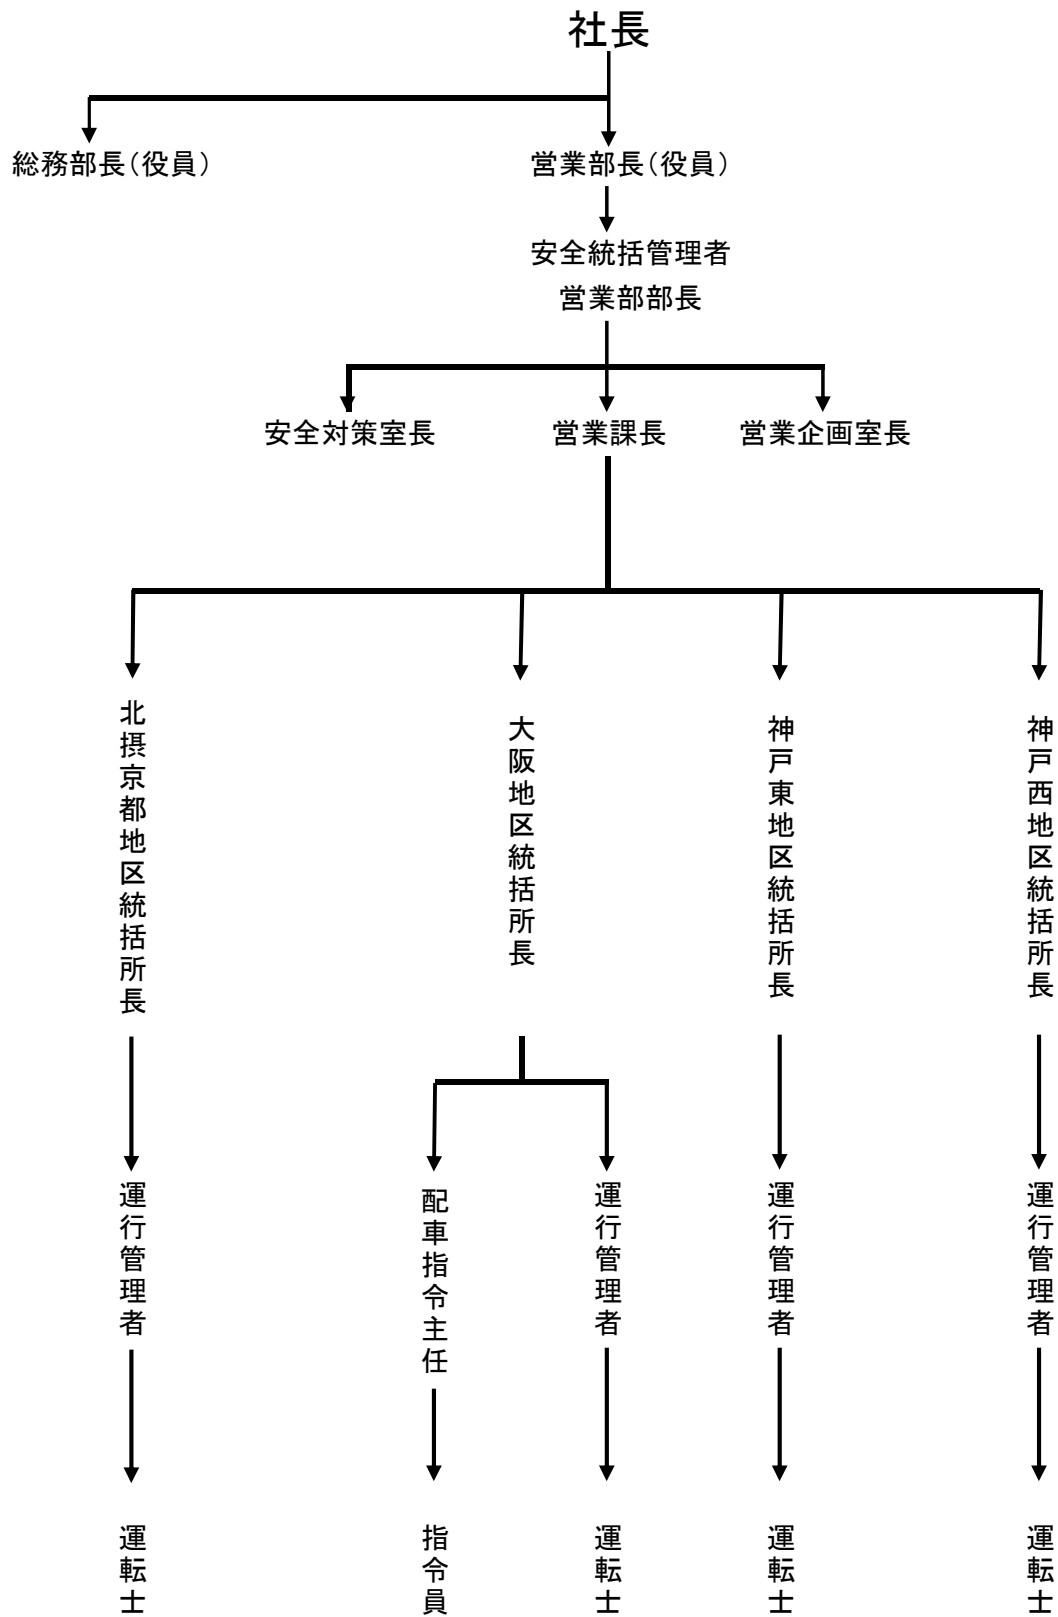 社長
総務部長（役員）
営業部長（役員）
安全統括管理者
営業部部長
安全対策室長
営業課長
営業企画室長
北摂京都地区統括所長
大阪地区統括所長
神戸東地区統括所長
神戸西地区統括所長
運行管理者
配車指令主任
運行管理者
運行管理者
運行管理者
運転士
指令員
運転士
運転士
運転士